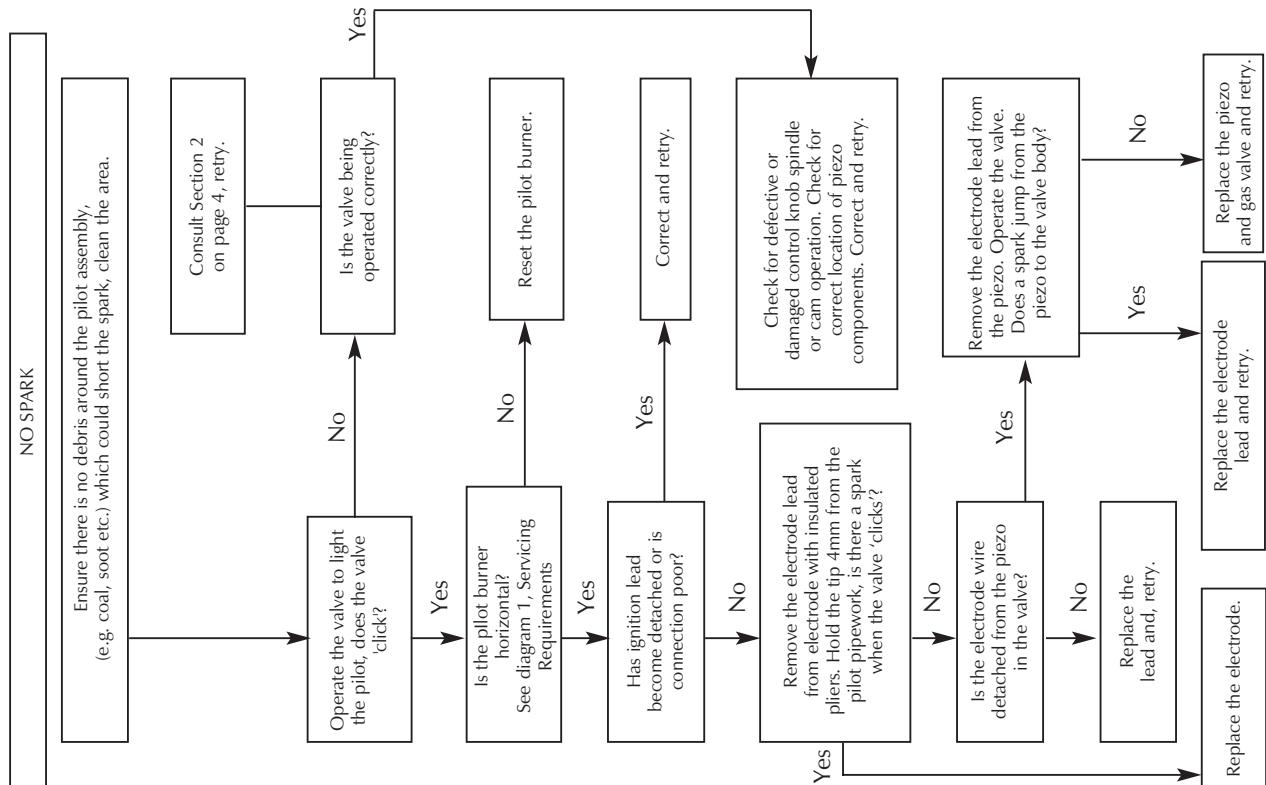 NO SPARK
Ensure there is no debris around the pilot assembly,
(e.g. coal, soot etc.) which could short the spark, clean the area.
Operate the valve to light
the pilot, does the valve
'click'?
No
Is the valve being
operated correctly?
Consult Section 2
on page 4, retry.
Yes
Yes
Is the pilot burner
horizontal?
See diagram 1, Servicing
Requirements
No
Reset the pilot burner.
Yes
Has ignition lead
become detached or is
connection poor?
Yes
Correct and retry.
No
Check for defective or
damaged control knob spindle
or cam operation. Check for
correct location of piezo
components. Correct and retry.
Remove the electrode lead
from electrode with insulated
pliers. Hold the tip 4mm from the
pilot pipework, is there a spark
when the valve 'clicks'?
Yes
No
Is the electrode wire
detached from the piezo
in the valve?
Yes
Remove the electrode lead from
the piezo. Operate the valve.
Does a spark jump from the
piezo to the valve body?
No
Replace the
lead and, retry.
Yes
No
Replace the electrode.
Replace the electrode
lead and retry.
Replace the piezo
and gas valve and retry.